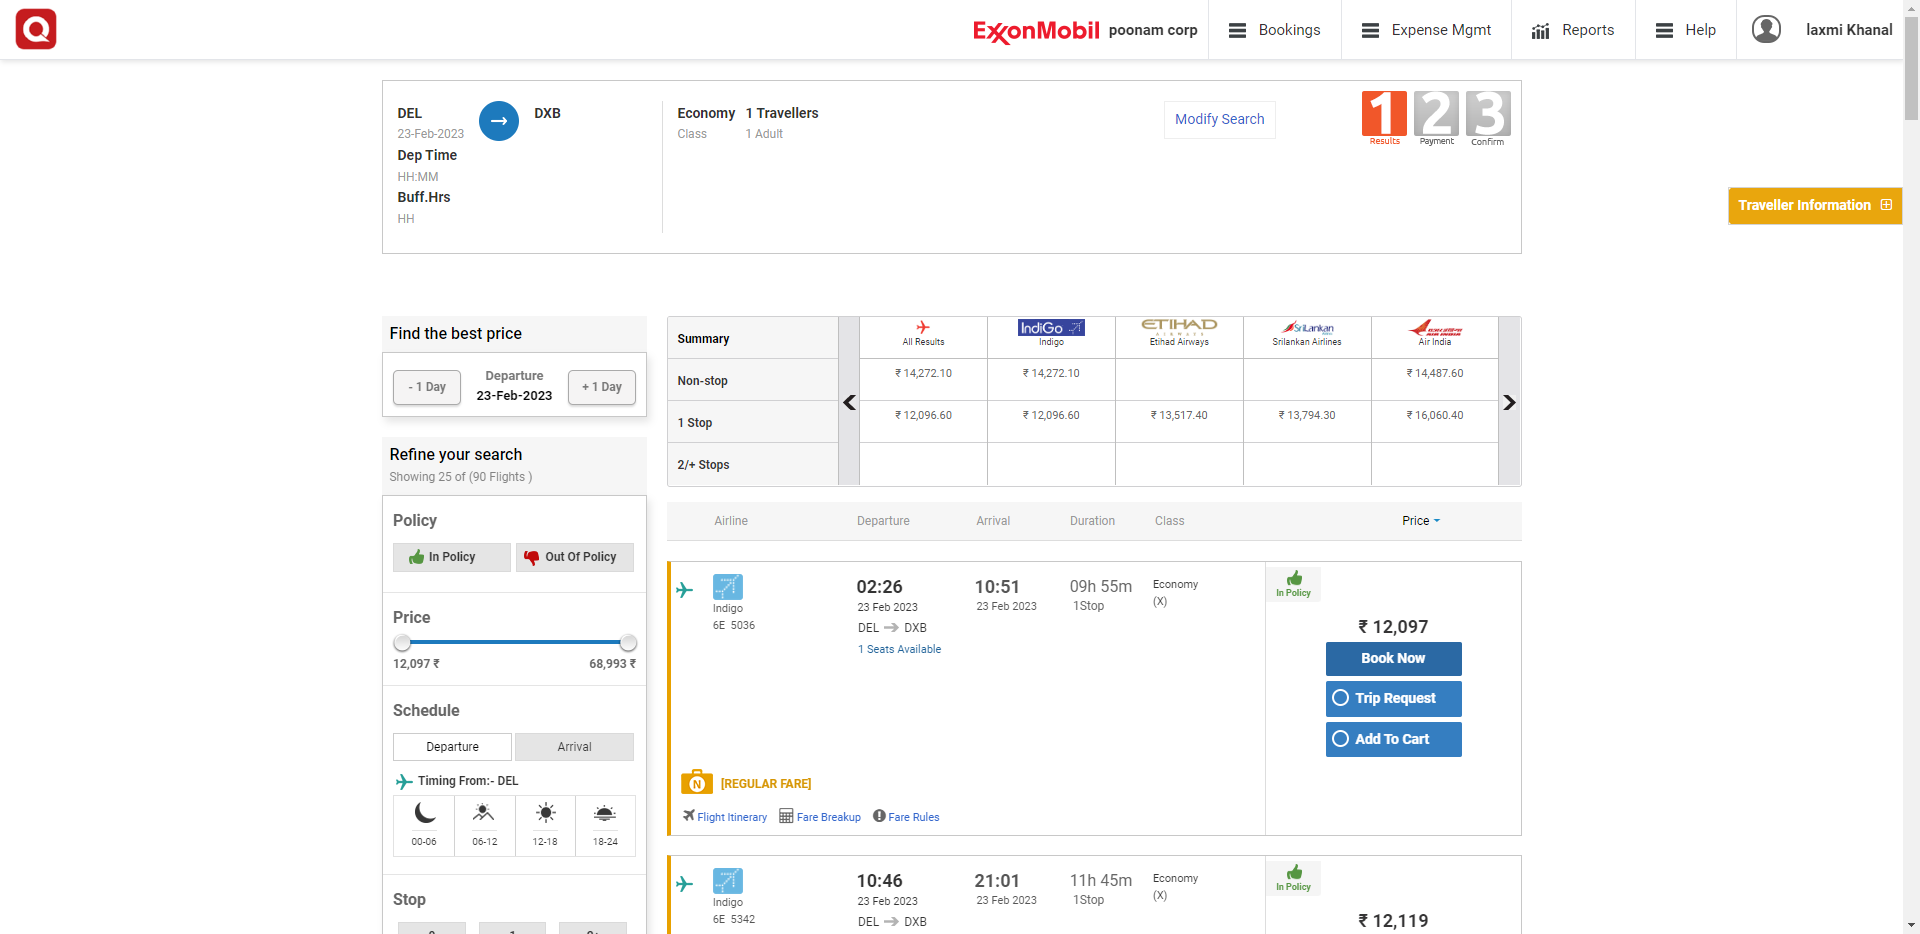 Q
ExxonMobil poonam corp
Bookings
Expense Mgmt
Reports
Help
laxmi Khanal
DEL
23-Feb-2023
Dep Time
HH:MM
Buff.Hrs
HH
DXB
Economy 1 Travellers
Class 1 Adult
Modify Search
1 2 3
Results Payment Confirm
Traveller Information
Find the best price
- 1 Day
Departure
23-Feb-2023
+ 1 Day
Refine your search
Showing 25 of (90 Flights )
Policy
In Policy
Out Of Policy
Price
12,097 ₹ 68,993 ₹
Schedule
Departure Arrival
Timing From:- DEL
00-06 06-12 12-18 18-24
Stop
Summary
All Results
IndiGo
Indigo
ETIHAD
AIRWAYS
Etihad Airways
SriLankan
Srilankan Airlines
AIR INDIA
Air India
Non-stop ₹ 14,272.10 ₹ 14,272.10 ₹ 14,487.60
1 Stop ₹ 12,096.60 ₹ 12,096.60 ₹ 13,517.40 ₹ 13,794.30 ₹ 16,060.40
2/+ Stops
Airline Departure Arrival Duration Class Price
Indigo
6E 5036
02:26
23 Feb 2023
DEL DXB
1 Seats Available
10:51
23 Feb 2023
09h 55m
1Stop
Economy
(X)
In Policy
₹ 12,097
Book Now
Trip Request
Add To Cart
N [REGULAR FARE]
Flight Itinerary Fare Breakup Fare Rules
Indigo
6E 5342
10:46
23 Feb 2023
DEL DXB
21:01
23 Feb 2023
11h 45m
1Stop
Economy
(X)
In Policy
₹ 12,119